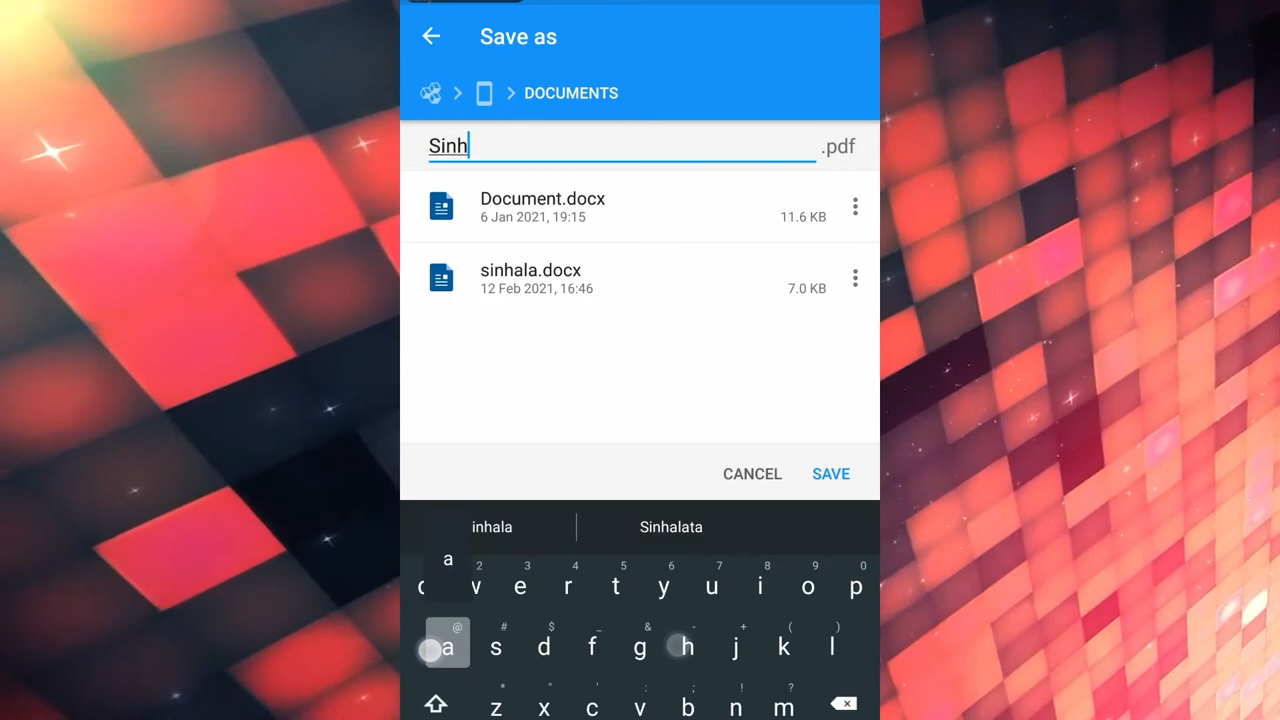 Save as
DOCUMENTS
Sinh .pdf
Document.docx
6 Jan 2021, 19:15 11.6 KB
sinhala.docx
12 Feb 2021, 16:46 7.0 KB
CANCEL SAVE
inhala Sinhalata
a
2 3 4 5 6 7 8 9 0
w e r t y u i o p
@ # $ _ & - + ( )
a s d f g h j k l
* " ' : ; ! ?
z x c v b n m